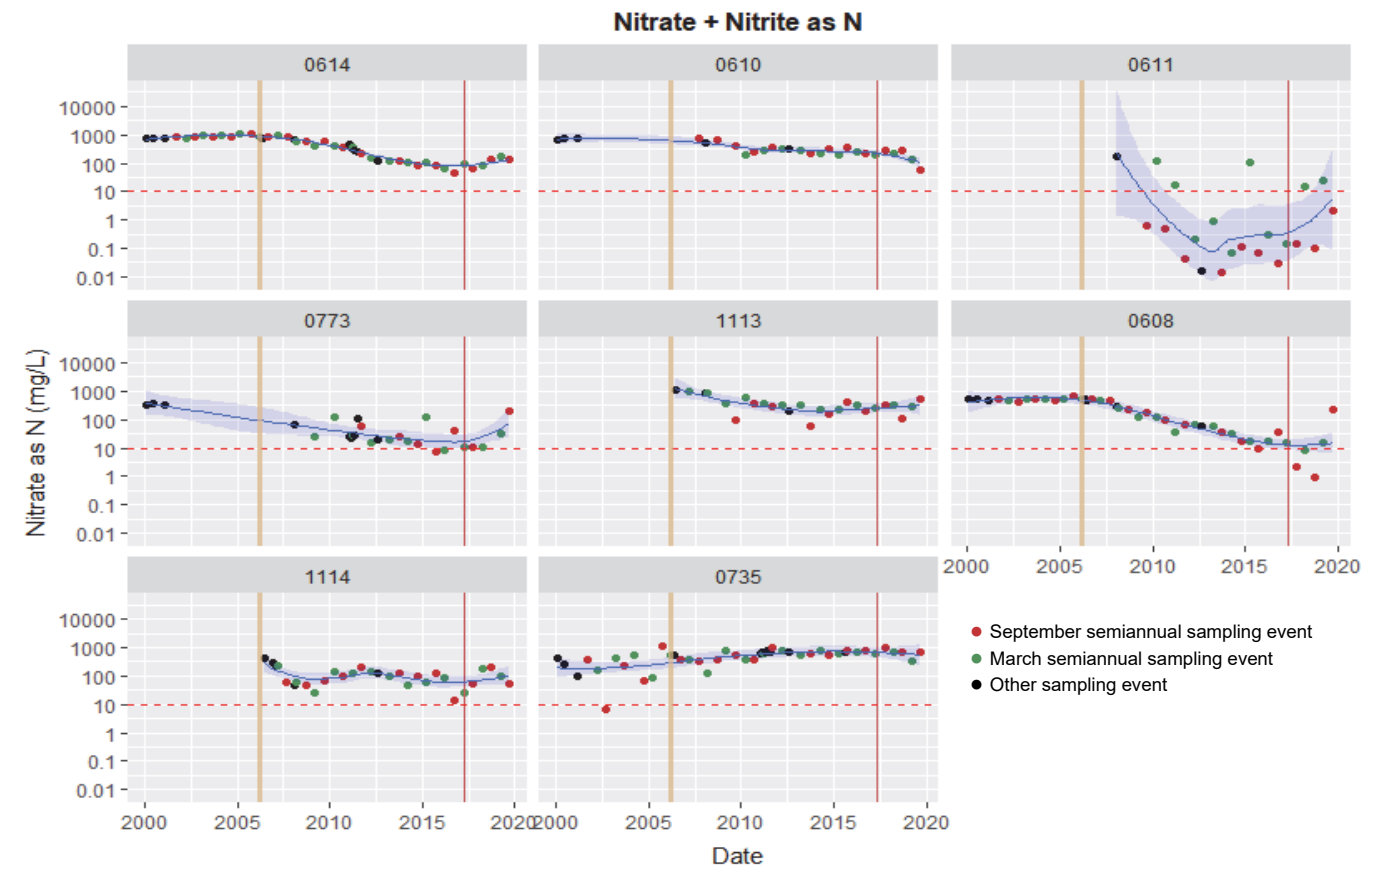 Nitrate + Nitrite as N
0614 0610 0611
10000
1000
100
10
1
0.1
0.01
0773 1113 0608
10000
1000
100
10
1
0.1
0.01
Nitrate as N (mg/L)
2000 2005 2010 2015 2020
1114 0735
10000
1000
100
10
1
0.1
0.01
September semiannual sampling event
March semiannual sampling event
Other sampling event
2000 2005 2010 2015 2020 2000 2005 2010 2015 2020
Date